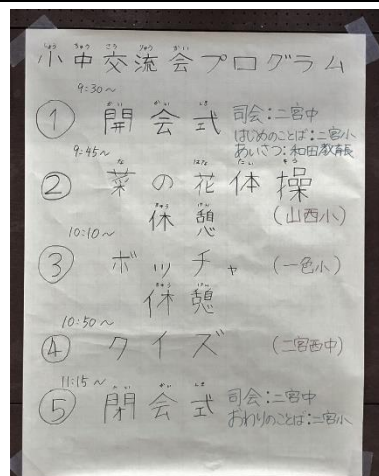 小中交流会プログラム
9:30～
① 開会式 司会:二宮中
はじめのことば:二宮小
あいさつ:和田教育長
9:45～
② 菜の花体操
休憩 (山西小)
10:10～
③ ボッチャ (一色小)
休憩
10:50～
④ クイズ (二宮西中)
11:15～
⑤ 閉会式 司会:二宮中
おわりのことば:二宮小